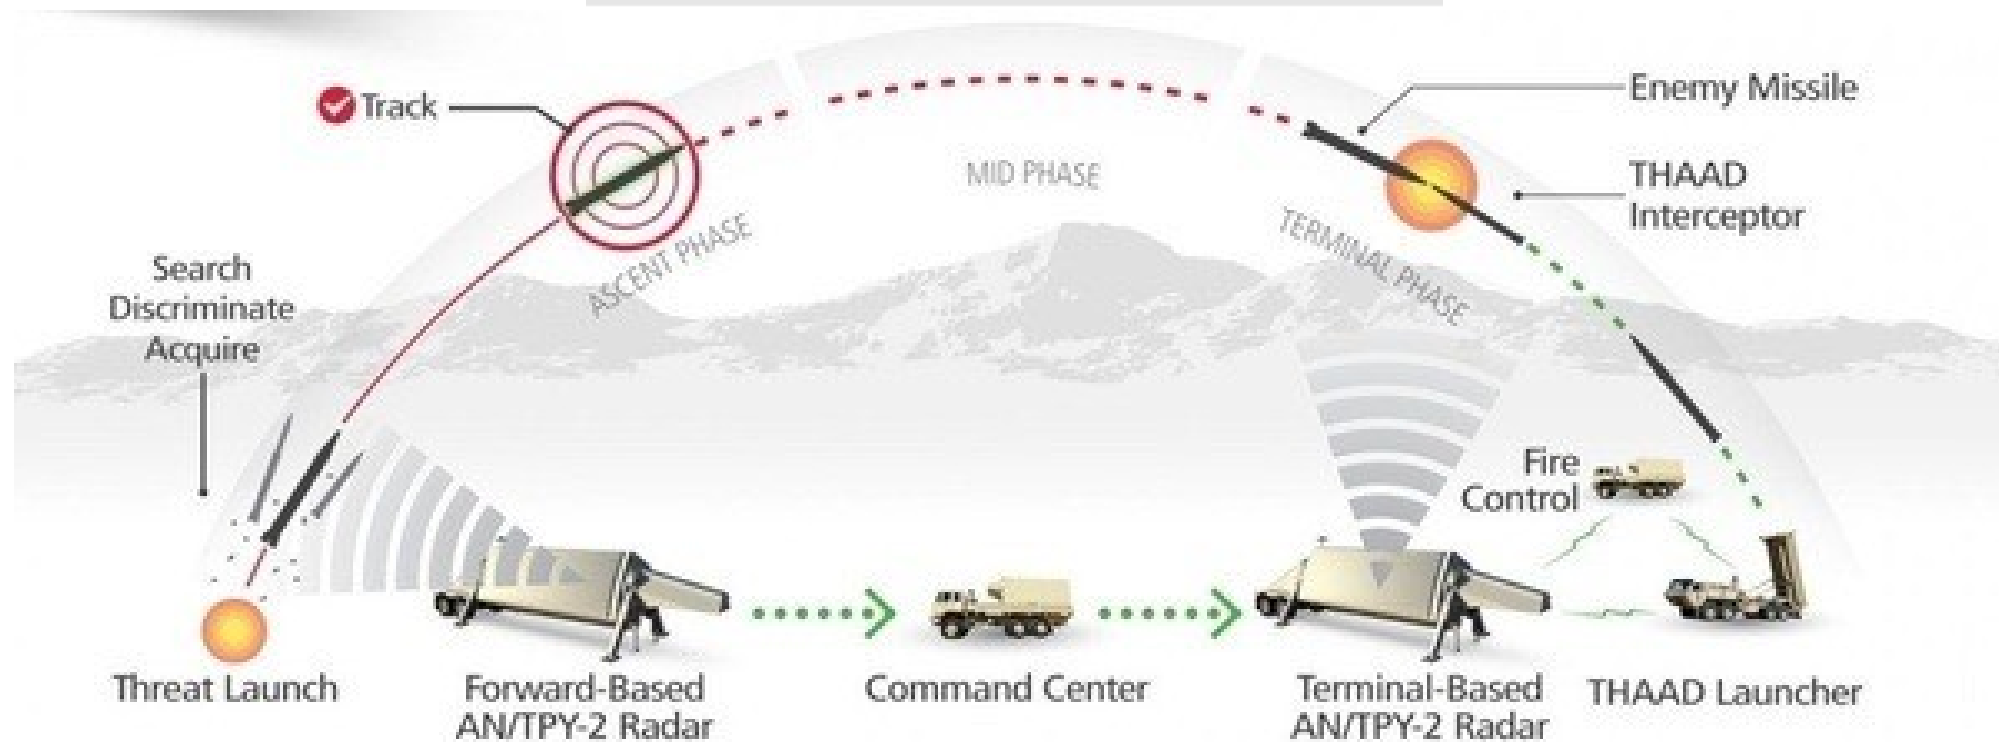 Track
Enemy Missile
MID PHASE
THAAD
Interceptor
ASCENT PHASE
TERMINAL PHASE
Search
Discriminate
Acquire
Fire
Control
Threat Launch
Forward-Based
AN/TPY-2 Radar
Command Center
Terminal-Based
AN/TPY-2 Radar
THAAD Launcher